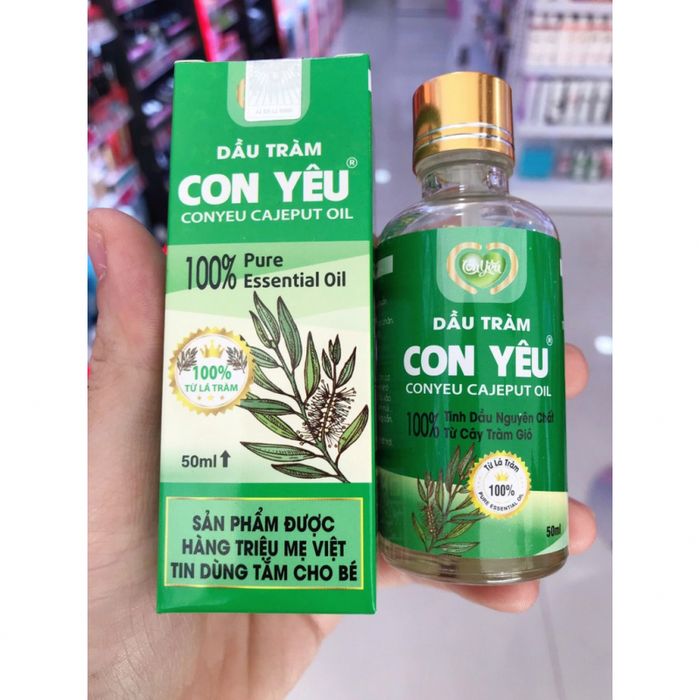 DẦU TRÀM
CON YÊU®
CONYEU CAJEPUT OIL
100% Pure
Essential Oil
100%
TỪ LÁ TRÀM
50ml
SẢN PHẨM ĐƯỢC
HÀNG TRIỆU MẸ VIỆT
TIN DÙNG TẮM CHO BÉ
Con Yêu
DẦU TRÀM
CON YÊU®
CONYEU CAJEPUT OIL
100% Tinh Dầu Nguyên Chất
Từ Cây Tràm Gió
Từ Lá Tràm
100%
PURE ESSENTIAL OIL
50ml